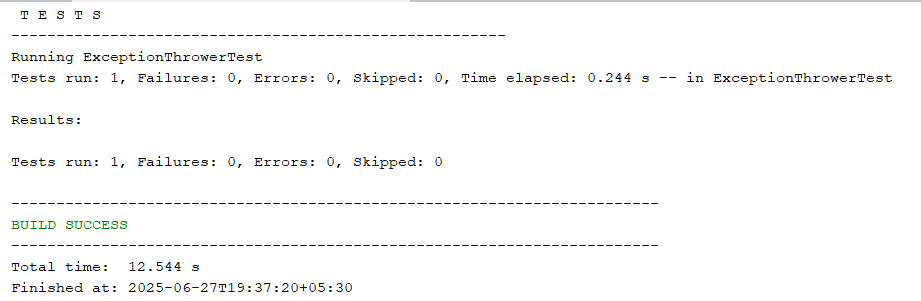 T E S T S
-------------------------------------------------------
Running ExceptionThrowerTest
Tests run: 1, Failures: 0, Errors: 0, Skipped: 0, Time elapsed: 0.244 s -- in ExceptionThrowerTest
Results:
Tests run: 1, Failures: 0, Errors: 0, Skipped: 0
------------------------------------------------------------------------
BUILD SUCCESS
------------------------------------------------------------------------
Total time:  12.544 s
Finished at: 2025-06-27T19:37:20+05:30